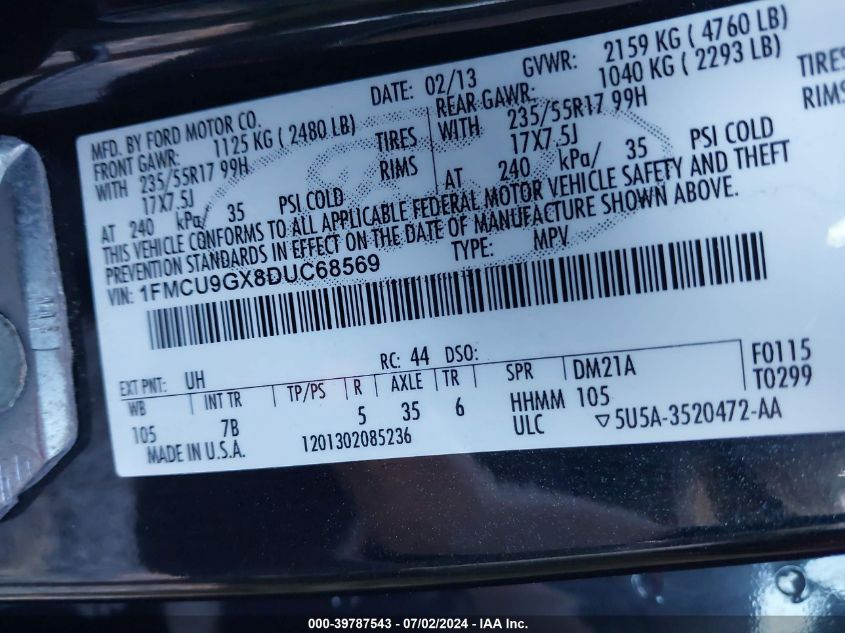 MFD. BY FORD MOTOR CO. DATE: 02/13 GVWR: 2159 KG ( 4760 LB)
FRONT GAWR: 1125 KG ( 2480 LB) REAR GAWR: 1040 KG ( 2293 LB)
WITH 235/55R17 99H TIRES WITH 235/55R17 99H TIRES
17X7.5J RIMS 17X7.5J RIMS
AT 240 kPa/ 35 PSI COLD AT 240 kPa/ 35 PSI COLD
THIS VEHICLE CONFORMS TO ALL APPLICABLE FEDERAL MOTOR VEHICLE SAFETY AND THEFT
PREVENTION STANDARDS IN EFFECT ON THE DATE OF MANUFACTURE SHOWN ABOVE.
VIN: 1FMCU9GX8DUC68569 TYPE: MPV
EXT PNT: UH RC: 44 DSO:
WB INT TR TP/PS R AXLE TR SPR DM21A F0115
105 7B 5 35 6 HHMM 105 T0299
MADE IN U.S.A. 1201302085236 ULC ▽5U5A-3520472-AA
000-39787543 / 07/02/2024 - IAA Inc.